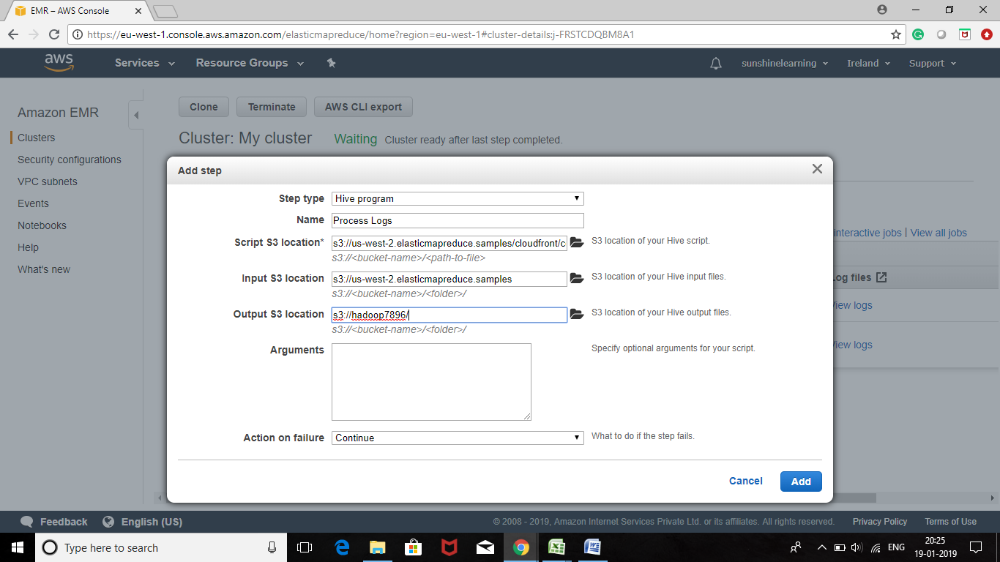 EMR – AWS Console
https://eu-west-1.console.aws.amazon.com/elasticmapreduce/home?region=eu-west-1#cluster-details:j-FRSTCDQBM8A1
aws
Services
Resource Groups
sunshinelearning
Ireland
Support
Amazon EMR
Clusters
Security configurations
VPC subnets
Events
Notebooks
Help
What's new
Clone
Terminate
AWS CLI export
Cluster: My cluster Waiting Cluster ready after last step completed.
interactive jobs | View all jobs
Log files
View logs
View logs
Add step
Step type Hive program
Name Process Logs
Script S3 location* s3://us-west-2.elasticmapreduce.samples/cloudfront/c S3 location of your Hive script.
s3://<bucket-name>/<path-to-file>
Input S3 location s3://us-west-2.elasticmapreduce.samples S3 location of your Hive input files.
s3://<bucket-name>/<folder>/
Output S3 location s3://hadoop7896/ S3 location of your Hive output files.
s3://<bucket-name>/<folder>/
Arguments Specify optional arguments for your script.
Action on failure Continue What to do if the step fails.
Cancel
Add
Feedback
English (US)
© 2008 - 2019, Amazon Internet Services Private Ltd. or its affiliates. All rights reserved.
Privacy Policy
Terms of Use
Type here to search
ENG
20:25
19-01-2019